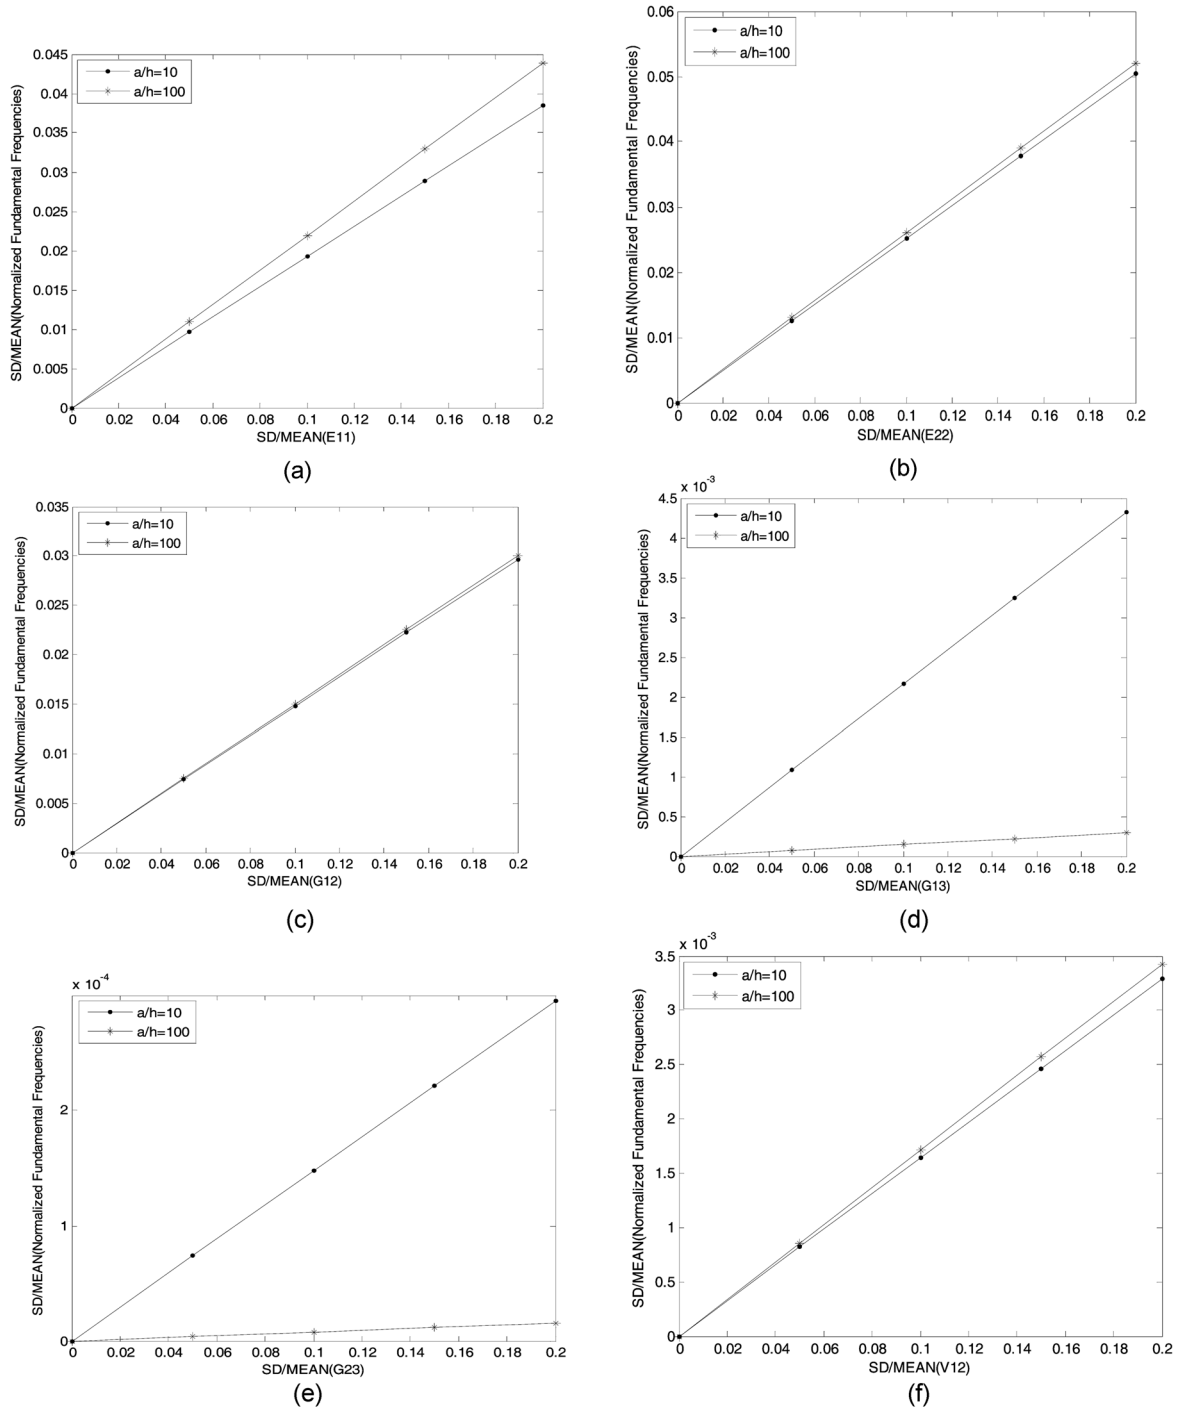 a/h=10
a/h=100
SD/MEAN(Normalized Fundamental Frequencies)
0.045
0.04
0.035
0.03
0.025
0.02
0.015
0.01
0.005
0
0 0.02 0.04 0.06 0.08 0.1 0.12 0.14 0.16 0.18 0.2
SD/MEAN(E11)
(a)
a/h=10
a/h=100
SD/MEAN(Normalized Fundamental Frequencies)
0.06
0.05
0.04
0.03
0.02
0.01
0
0 0.02 0.04 0.06 0.08 0.1 0.12 0.14 0.16 0.18 0.2
SD/MEAN(E22)
(b)
a/h=10
a/h=100
SD/MEAN(Normalized Fundamental Frequencies)
0.035
0.03
0.025
0.02
0.015
0.01
0.005
0
0 0.02 0.04 0.06 0.08 0.1 0.12 0.14 0.16 0.18 0.2
SD/MEAN(G12)
(c)
x 10⁻³
a/h=10
a/h=100
SD/MEAN(Normalized Fundamental Frequencies)
4.5
4
3.5
3
2.5
2
1.5
1
0.5
0
0 0.02 0.04 0.06 0.08 0.1 0.12 0.14 0.16 0.18 0.2
SD/MEAN(G13)
(d)
x 10⁻⁴
a/h=10
a/h=100
SD/MEAN(Normalized Fundamental Frequencies)
2
1
0
0 0.02 0.04 0.06 0.08 0.1 0.12 0.14 0.16 0.18 0.2
SD/MEAN(G23)
(e)
x 10⁻³
a/h=10
a/h=100
SD/MEAN(Normalized Fundamental Frequencies)
3.5
3
2.5
2
1.5
1
0.5
0
0 0.02 0.04 0.06 0.08 0.1 0.12 0.14 0.16 0.18 0.2
SD/MEAN(V12)
(f)